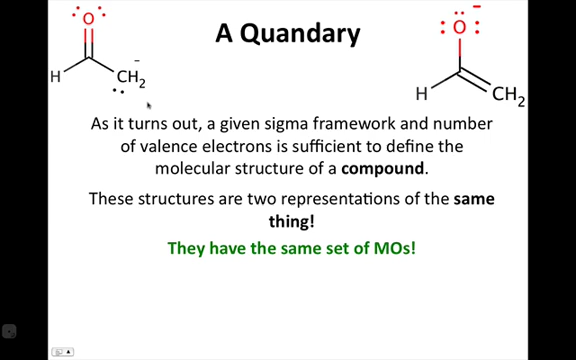 A Quandary
O
H
CH2
O
H
CH2
As it turns out, a given sigma framework and number
of valence electrons is sufficient to define the
molecular structure of a compound.
These structures are two representations of the same
thing!
They have the same set of MOs!